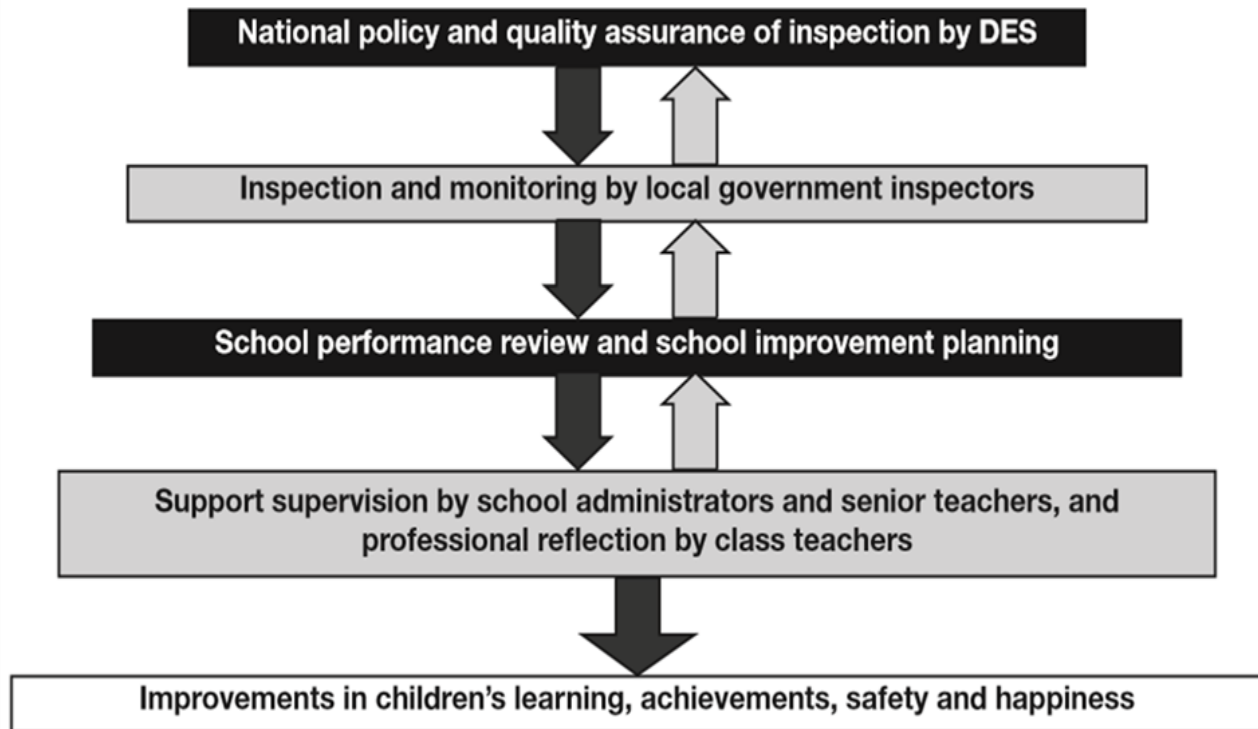 National policy and quality assurance of inspection by DES
Inspection and monitoring by local government inspectors
School performance review and school improvement planning
Support supervision by school administrators and senior teachers, and
professional reflection by class teachers
Improvements in children’s learning, achievements, safety and happiness